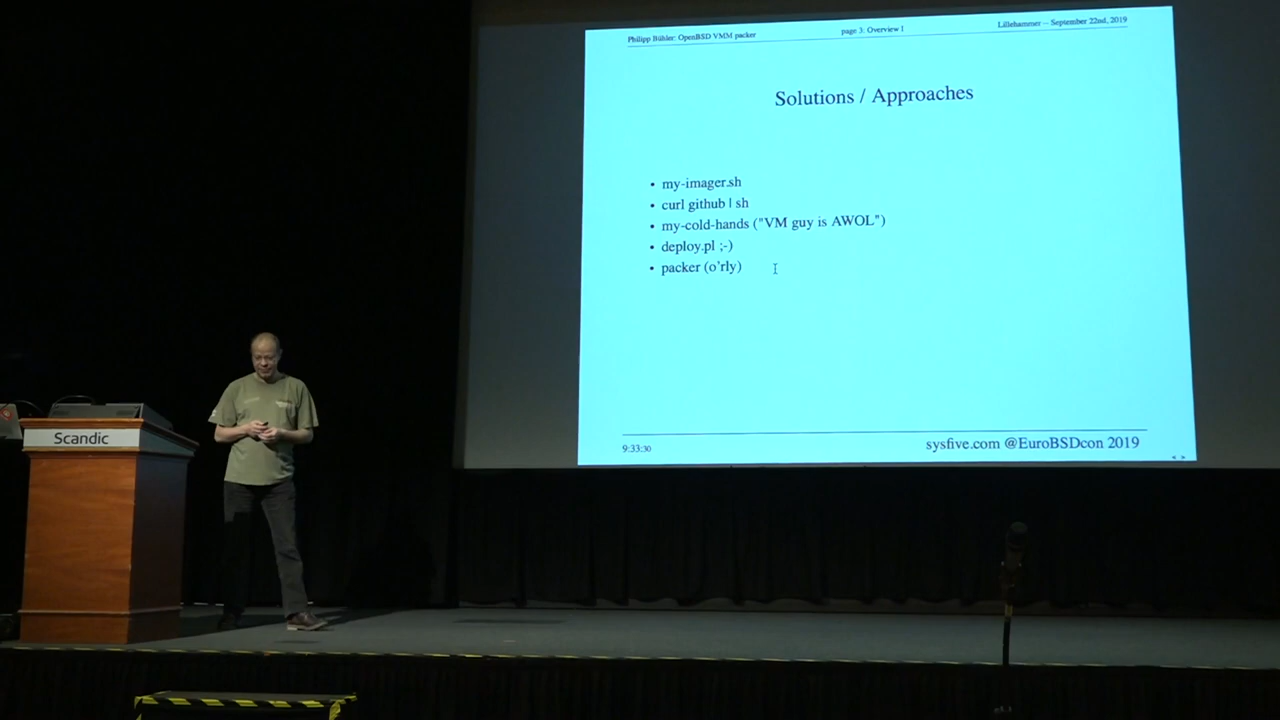 Philipp Bühler: OpenBSD VMM packer
page 3: Overview I
Lillehammer -- September 22nd, 2019
Solutions / Approaches
• my-imager.sh
• curl github | sh
• my-cold-hands ("VM guy is AWOL")
• deploy.pl ;-)
• packer (o'rly)
9:33:30
sysfive.com @EuroBSDcon 2019
Scandic